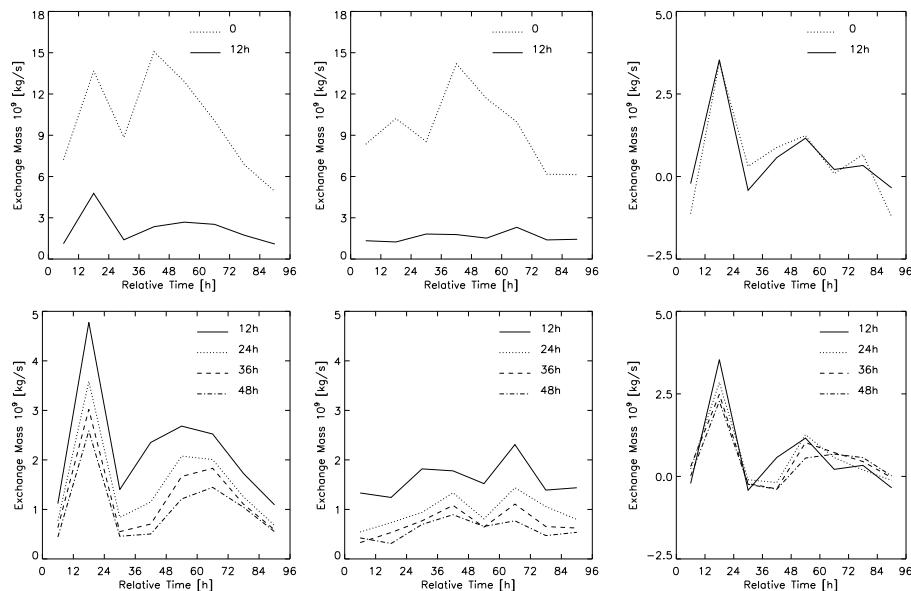 18
15
12
9
6
3
0
Exchange Mass 10⁹ [kg/s]
0
12h
0 12 24 36 48 60 72 84 96
Relative Time [h]
18
15
12
9
6
3
0
Exchange Mass 10⁹ [kg/s]
0
12h
0 12 24 36 48 60 72 84 96
Relative Time [h]
5.0
2.5
0.0
−2.5
Exchange Mass 10⁹ [kg/s]
0
12h
0 12 24 36 48 60 72 84 96
Relative Time [h]
5
4
3
2
1
0
Exchange Mass 10⁹ [kg/s]
12h
24h
36h
48h
0 12 24 36 48 60 72 84 96
Relative Time [h]
5
4
3
2
1
0
Exchange Mass 10⁹ [kg/s]
12h
24h
36h
48h
0 12 24 36 48 60 72 84 96
Relative Time [h]
5.0
2.5
0.0
−2.5
Exchange Mass 10⁹ [kg/s]
12h
24h
36h
48h
0 12 24 36 48 60 72 84 96
Relative Time [h]